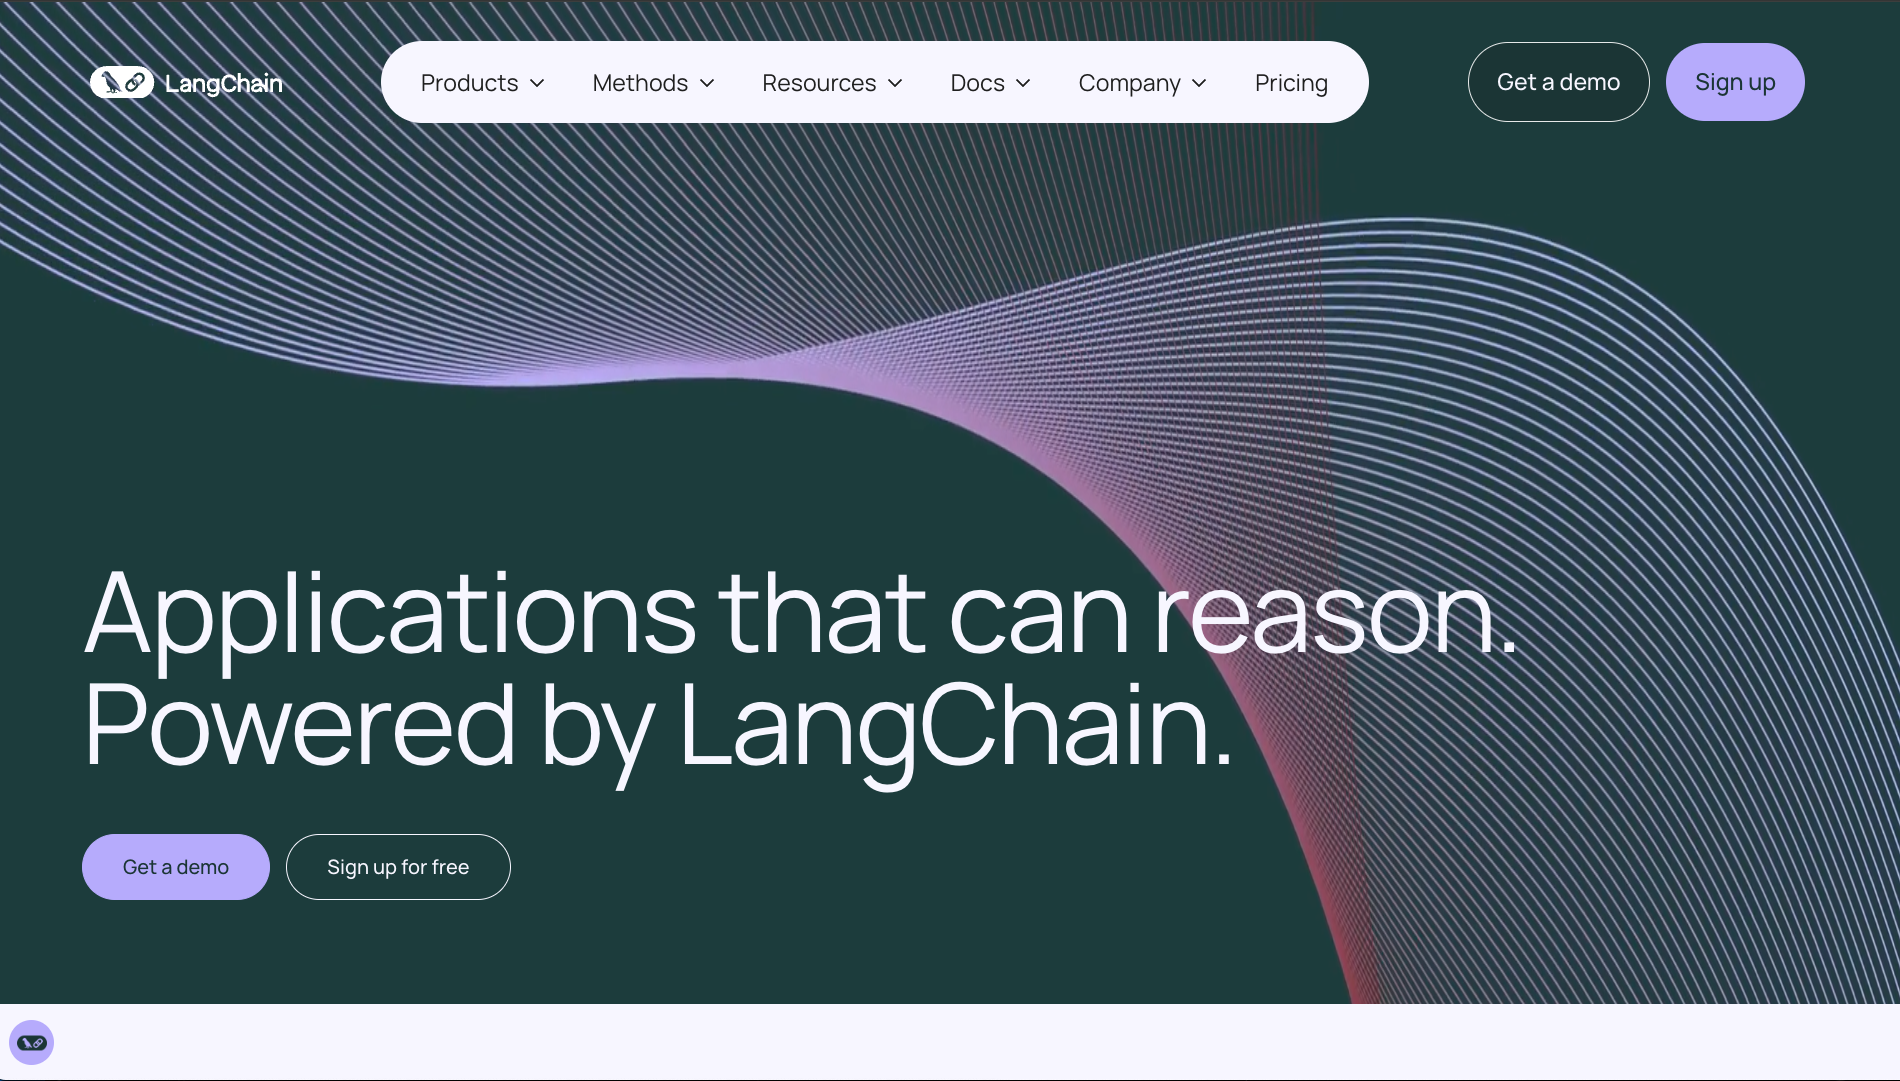 LangChain
Products
Methods
Resources
Docs
Company
Pricing
Get a demo
Sign up
Applications that can reason.
Powered by LangChain.
Get a demo
Sign up for free